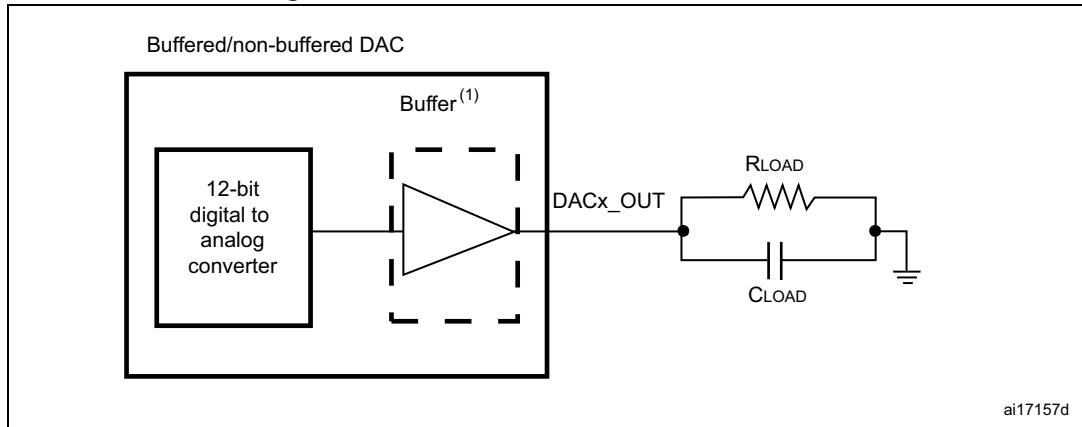 Buffered/non-buffered DAC
Buffer(1)
12-bit
digital to
analog
converter
DACx_OUT
RLOAD
CLOAD
ai17157d